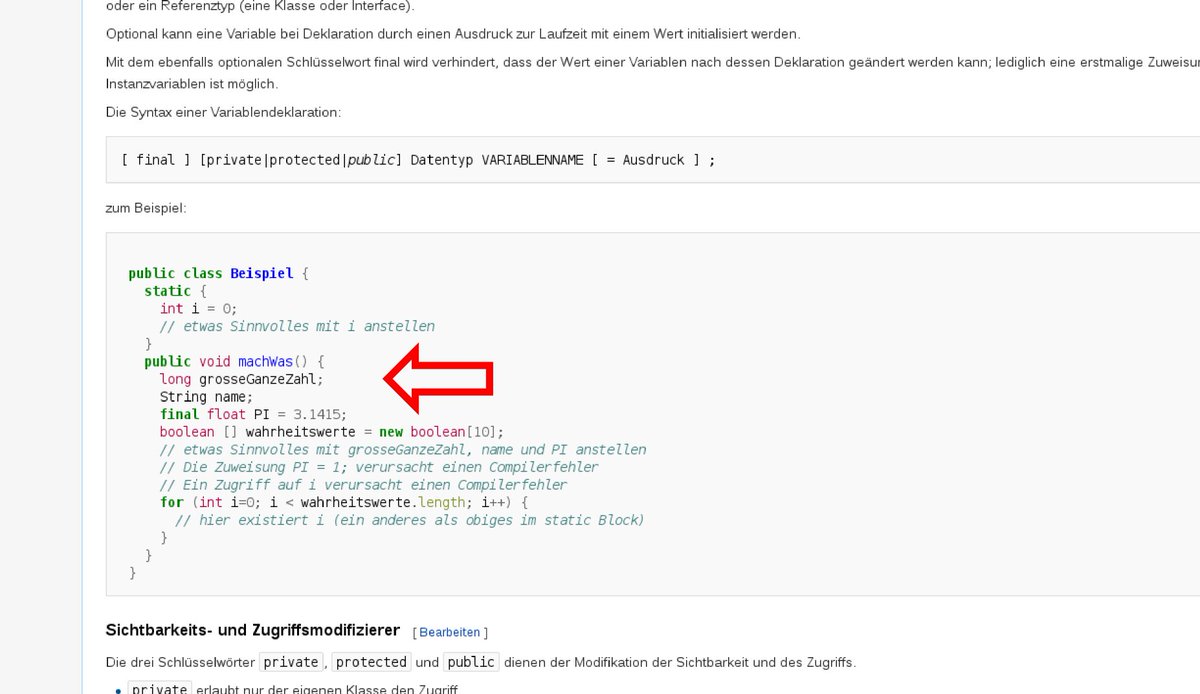 oder ein Referenztyp (eine Klasse oder Interface).
Optional kann eine Variable bei Deklaration durch einen Ausdruck zur Laufzeit mit einem Wert initialisiert werden.
Mit dem ebenfalls optionalen Schlüsselwort final wird verhindert, dass der Wert einer Variablen nach dessen Deklaration geändert werden kann; lediglich eine erstmalige
Instanzvariablen ist möglich.
Die Syntax einer Variablendeklaration:
[ final ] [private|protected|public] Datentyp VARIABLENNAME [ = Ausdruck ] ;
zum Beispiel:
public class Beispiel {
static {
int i = 0;
// etwas Sinnvolles mit i anstellen
}
public void machWas() {
long grosseGanzeZahl;
String name;
final float PI = 3.1415;
boolean [] wahrheitswerte = new boolean[10];
// etwas Sinnvolles mit grosseGanzeZahl, name und PI anstellen
// Die Zuweisung PI = 1; verursacht einen Compilerfehler
// Ein Zugriff auf i verursacht einen Compilerfehler
for (int i=0; i < wahrheitswerte.length; i++) {
// hier existiert i (ein anderes als obiges im static Block)
}
}
}
Sichtbarkeits- und Zugriffsmodifizierer [ Bearbeiten ]
Die drei Schlüsselwörter private, protected und public dienen der Modifikation der Sichtbarkeit und des Zugriffs.
• private erlaubt nur der eigenen Klasse den Zugriff